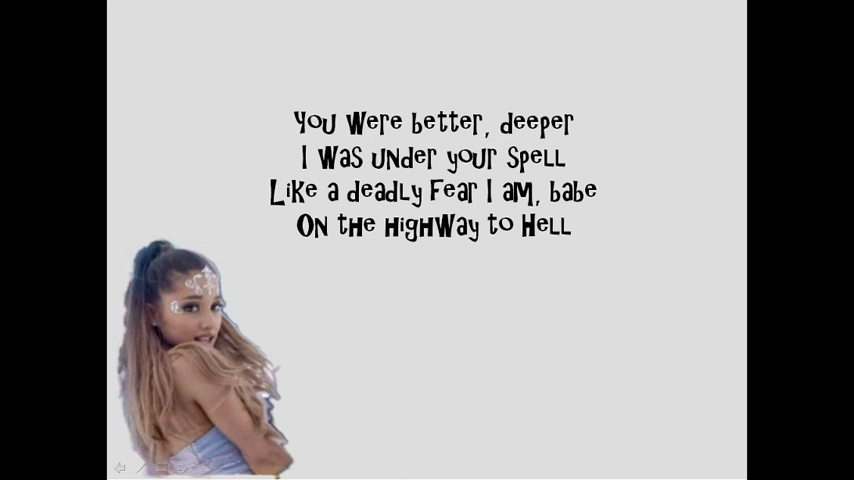 You were better, deeper
I was under your spell
Like a deadly fear I am, babe
On the highway to hell